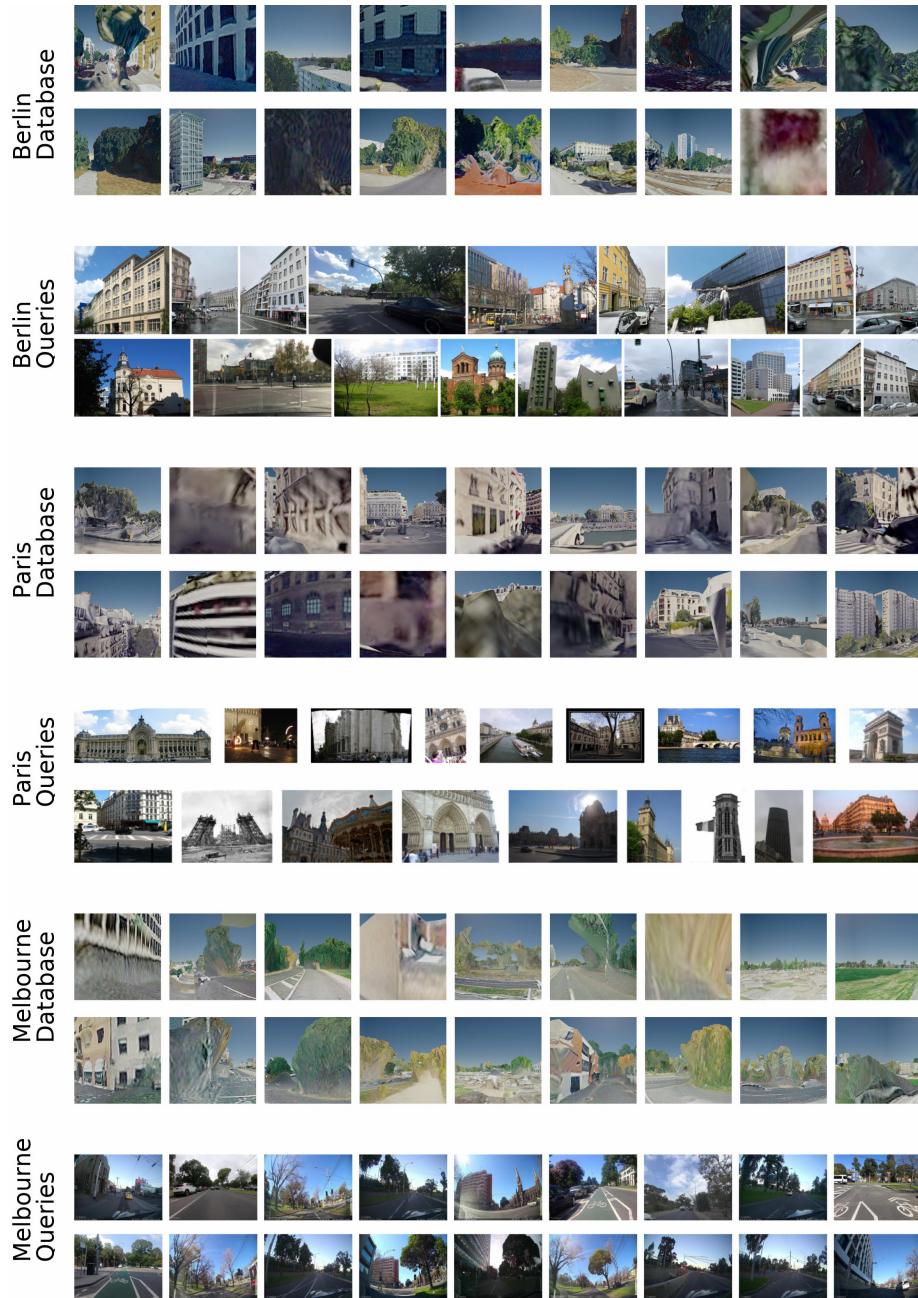 Berlin
Database
Berlin
Queries
Paris
Database
Paris
Queries
Melbourne
Database
Melbourne
Queries